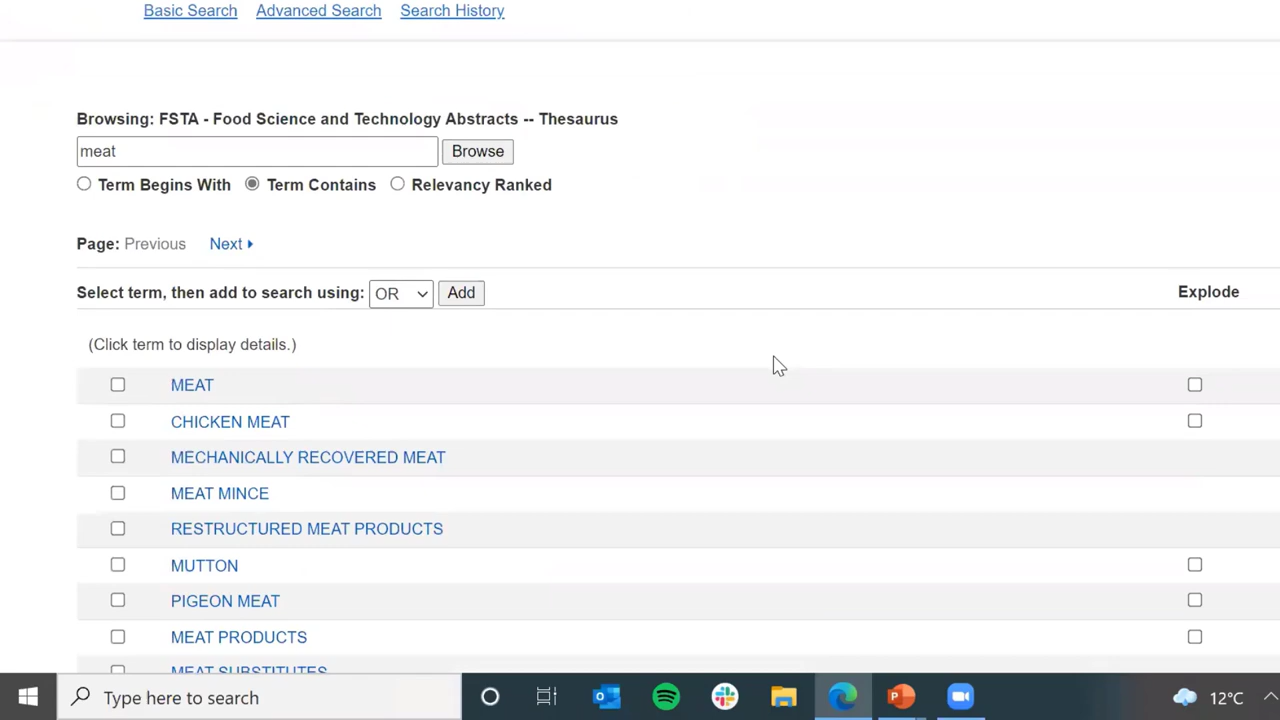 Basic Search Advanced Search Search History
Browsing: FSTA - Food Science and Technology Abstracts -- Thesaurus
meat Browse
Term Begins With Term Contains Relevancy Ranked
Page: Previous Next
Select term, then add to search using: OR Add Explode
(Click term to display details.)
MEAT
CHICKEN MEAT
MECHANICALLY RECOVERED MEAT
MEAT MINCE
RESTRUCTURED MEAT PRODUCTS
MUTTON
PIGEON MEAT
MEAT PRODUCTS
MEAT SUBSTITUTES
Type here to search 12°C